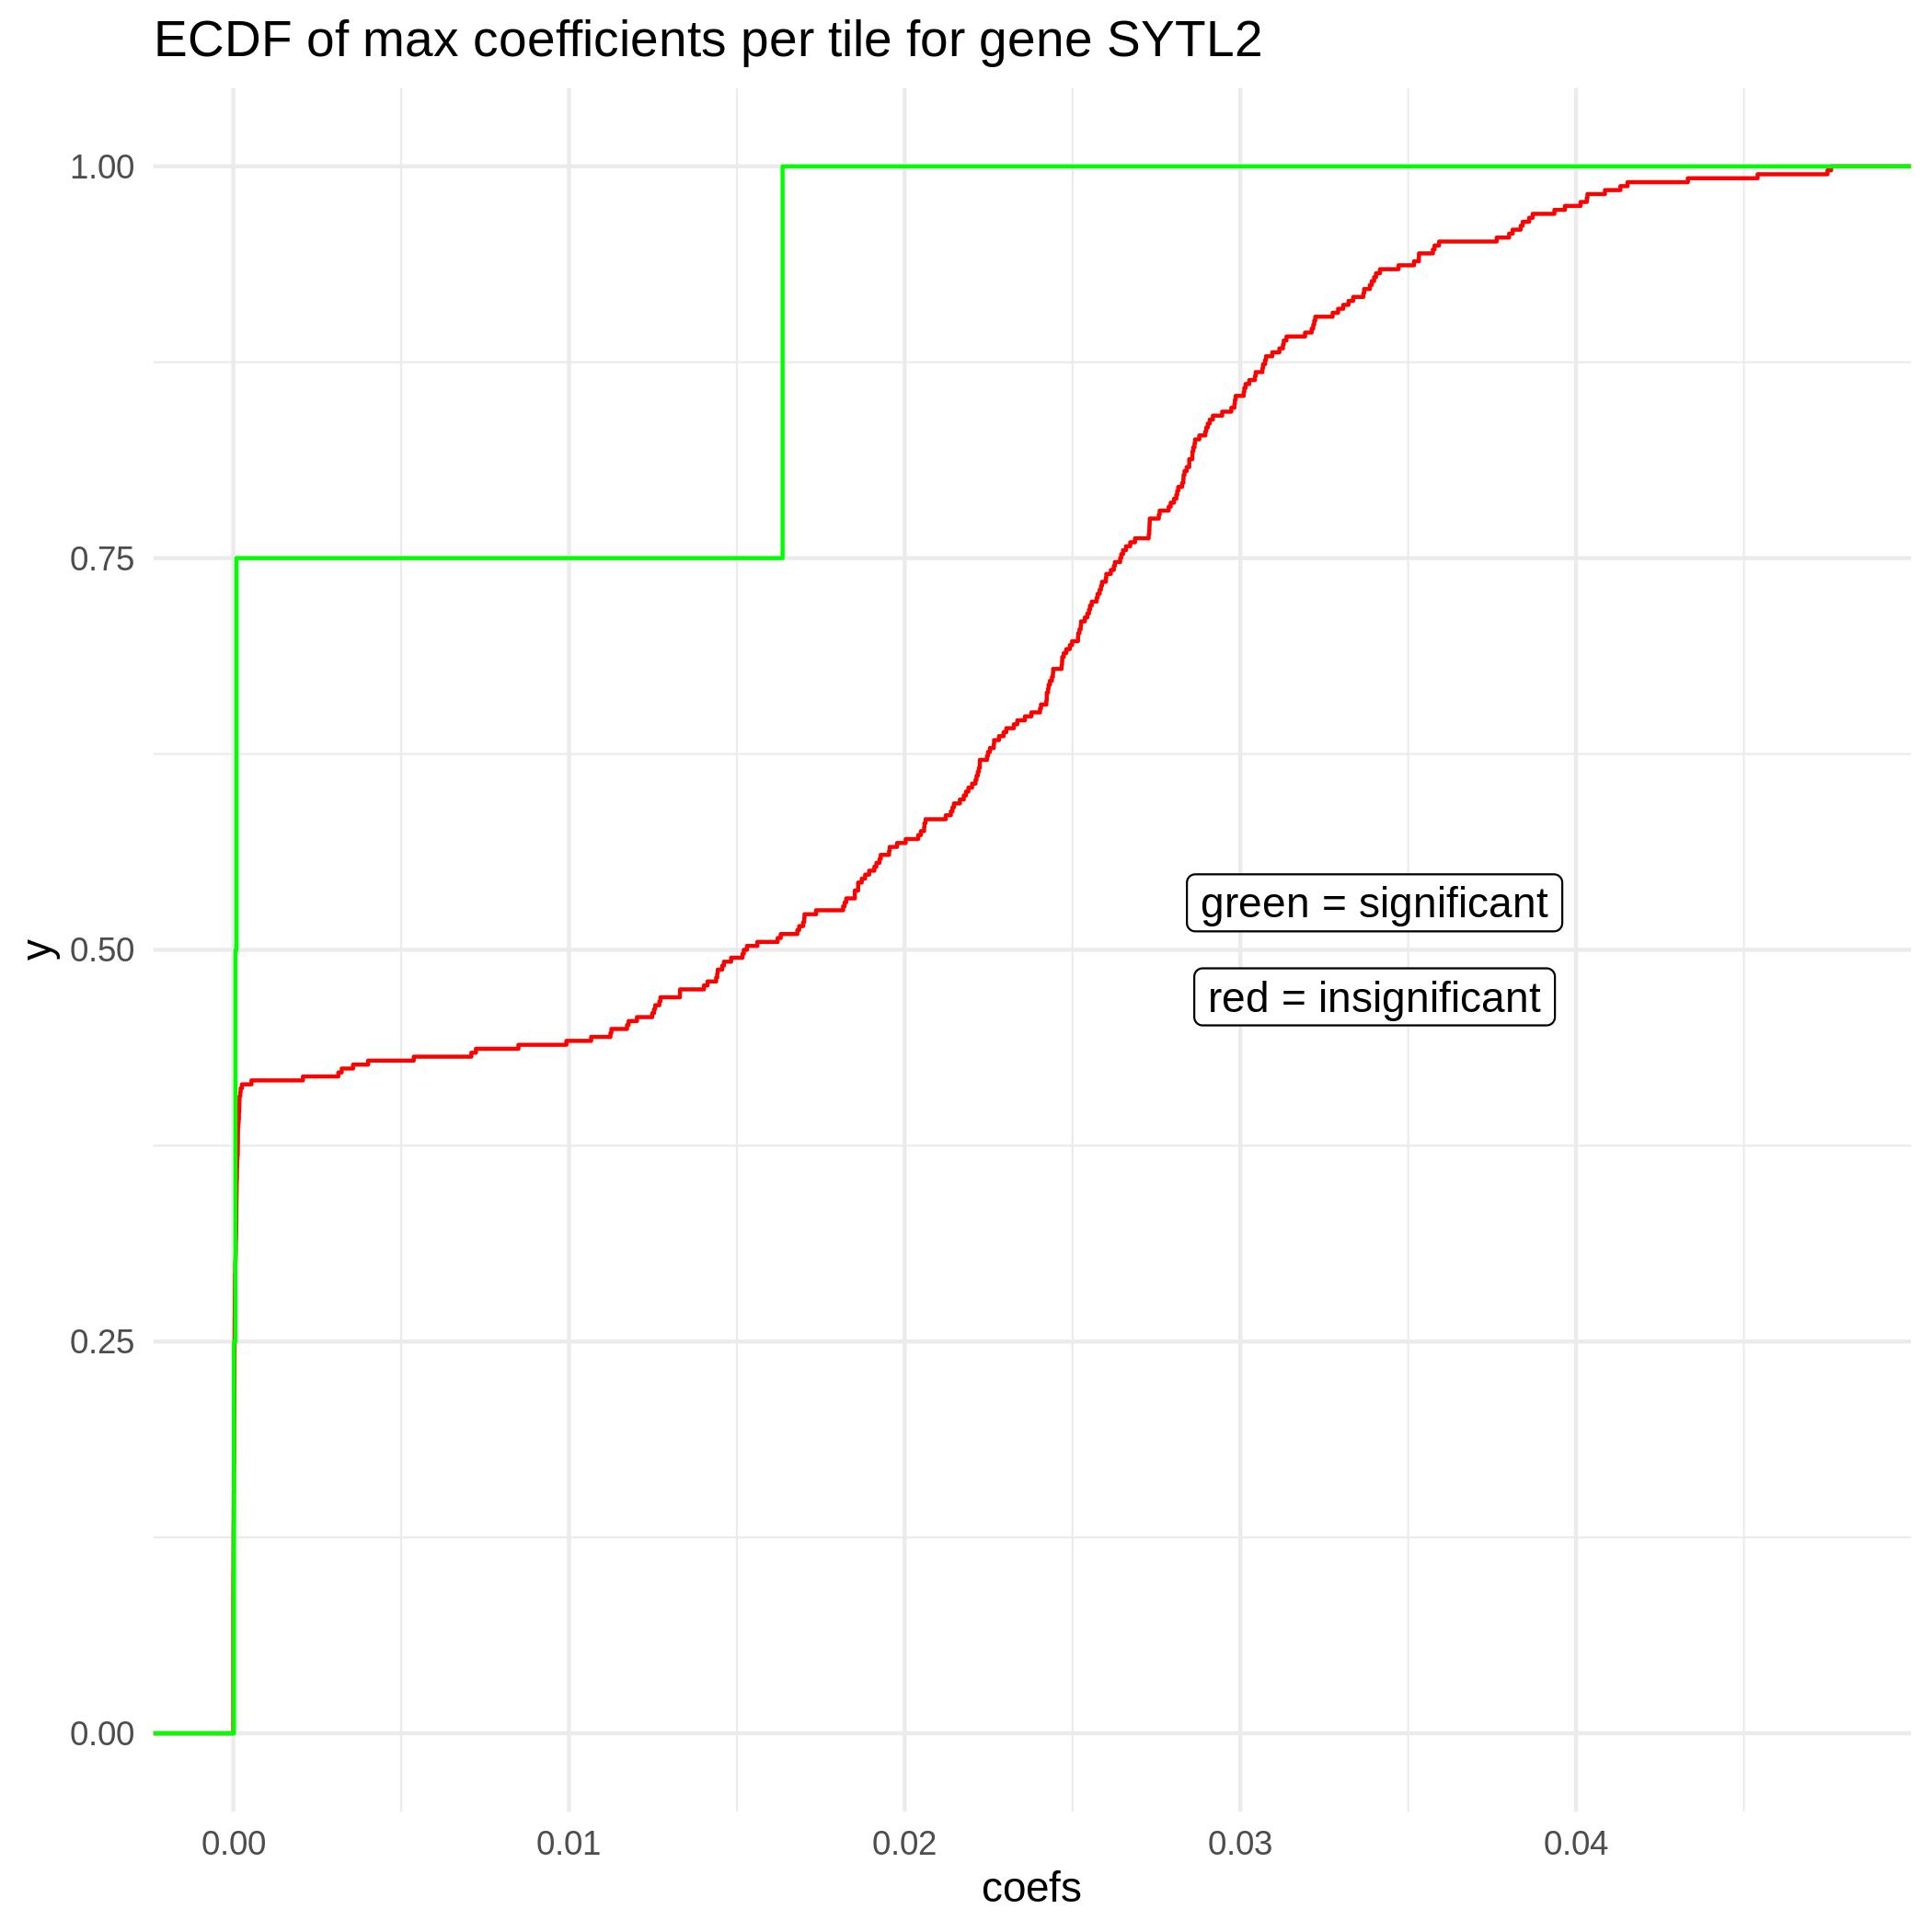 ECDF of max coefficients per tile for gene SYTL2
1.00
0.75
0.50
0.25
0.00
y
green = significant
red = insignificant
0.00 0.01 0.02 0.03 0.04
coefs